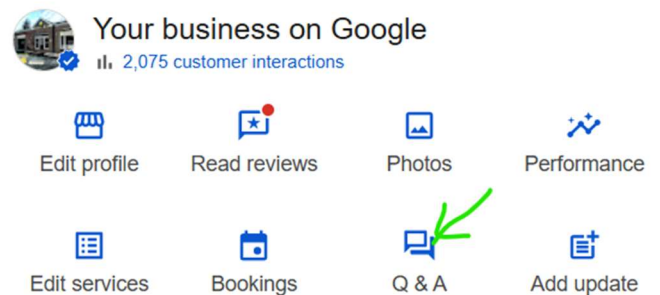 Your business on Google
2,075 customer interactions
Edit profile Read reviews Photos Performance
Edit services Bookings Q & A Add update